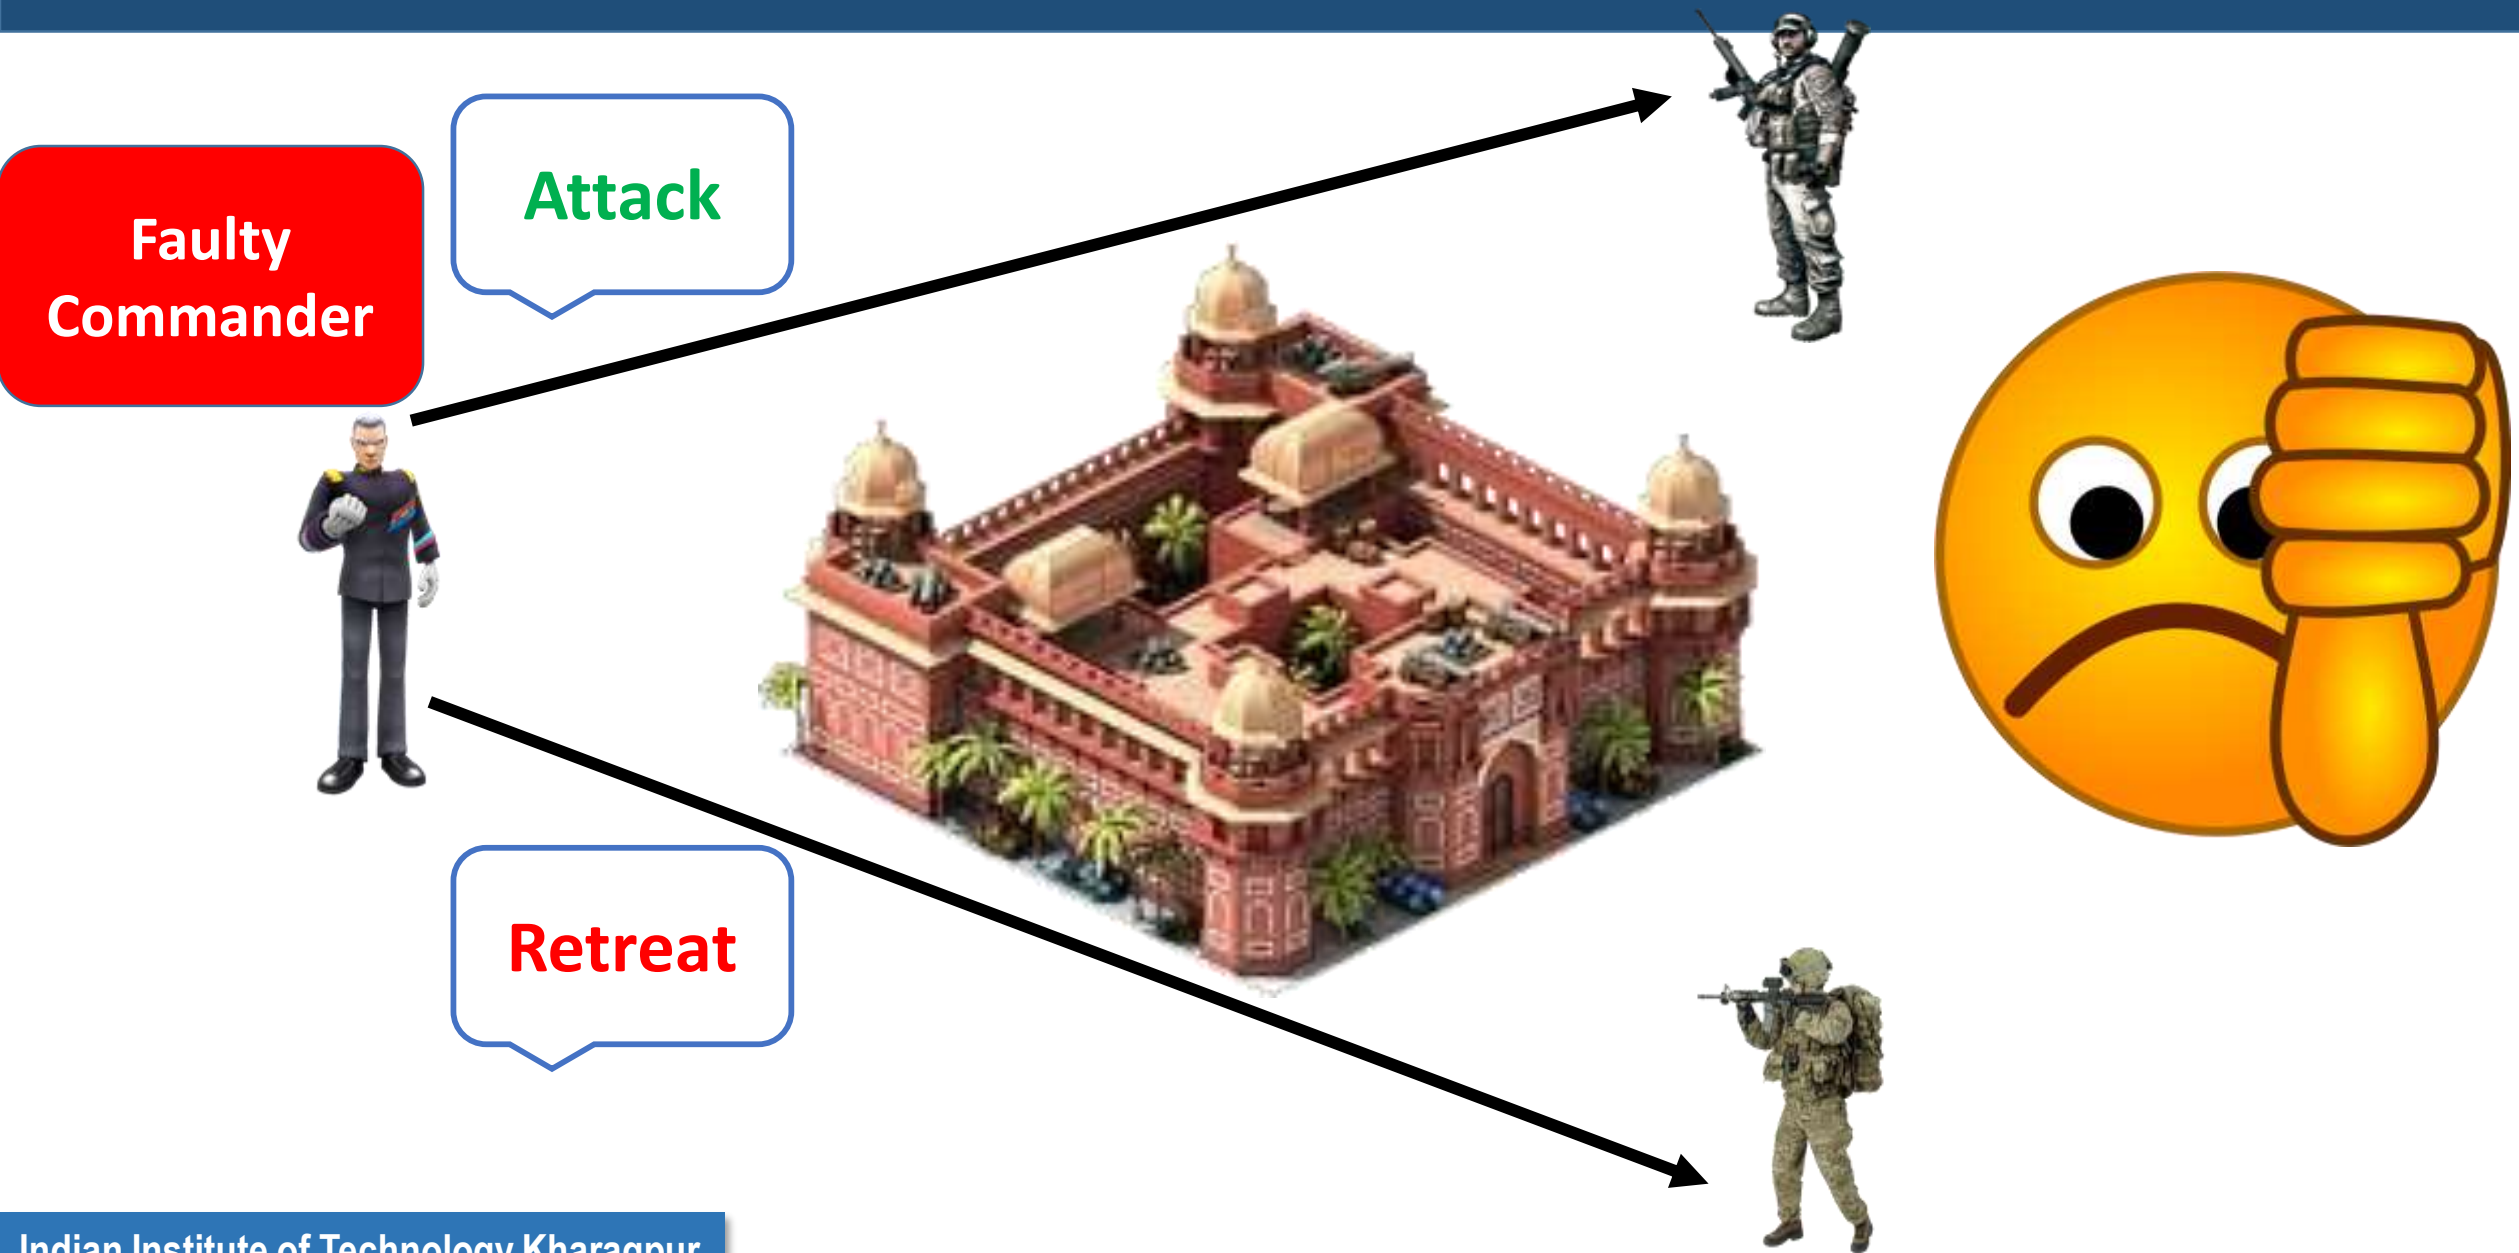 Attack
Faulty
Commander
Retreat
Indian Institute of Technology Kharagpur